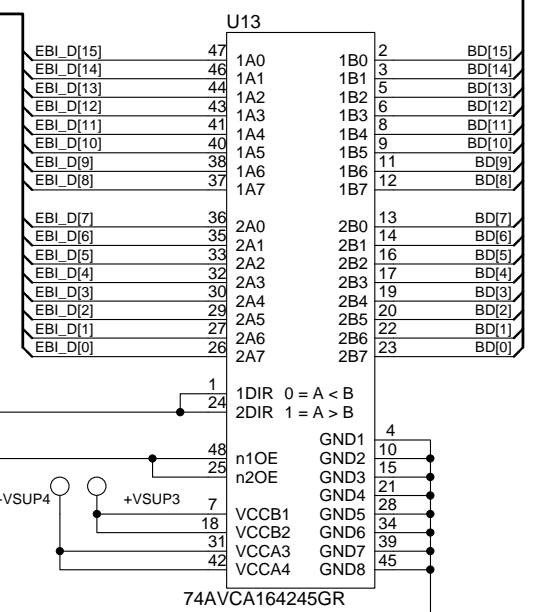 U13
EBI_D[15] 47 1A0 1B0 2 BD[15]
EBI_D[14] 46 1A1 1B1 3 BD[14]
EBI_D[13] 44 1A2 1B2 5 BD[13]
EBI_D[12] 43 1A3 1B3 6 BD[12]
EBI_D[11] 41 1A4 1B4 8 BD[11]
EBI_D[10] 40 1A5 1B5 9 BD[10]
EBI_D[9] 38 1A6 1B6 11 BD[9]
EBI_D[8] 37 1A7 1B7 12 BD[8]
EBI_D[7] 36 2A0 2B0 13 BD[7]
EBI_D[6] 35 2A1 2B1 14 BD[6]
EBI_D[5] 33 2A2 2B2 16 BD[5]
EBI_D[4] 32 2A3 2B3 17 BD[4]
EBI_D[3] 30 2A4 2B4 19 BD[3]
EBI_D[2] 29 2A5 2B5 20 BD[2]
EBI_D[1] 27 2A6 2B6 22 BD[1]
EBI_D[0] 26 2A7 2B7 23 BD[0]
1 1DIR 0 = A < B
24 2DIR 1 = A > B
GND1 4
48 n1OE GND2 10
25 n2OE GND3 15
GND4 21
+VSUP4 +VSUP3
7 VCCB1 GND5 28
18 VCCB2 GND6 34
31 VCCA3 GND7 39
42 VCCA4 GND8 45
74AVCA164245GR